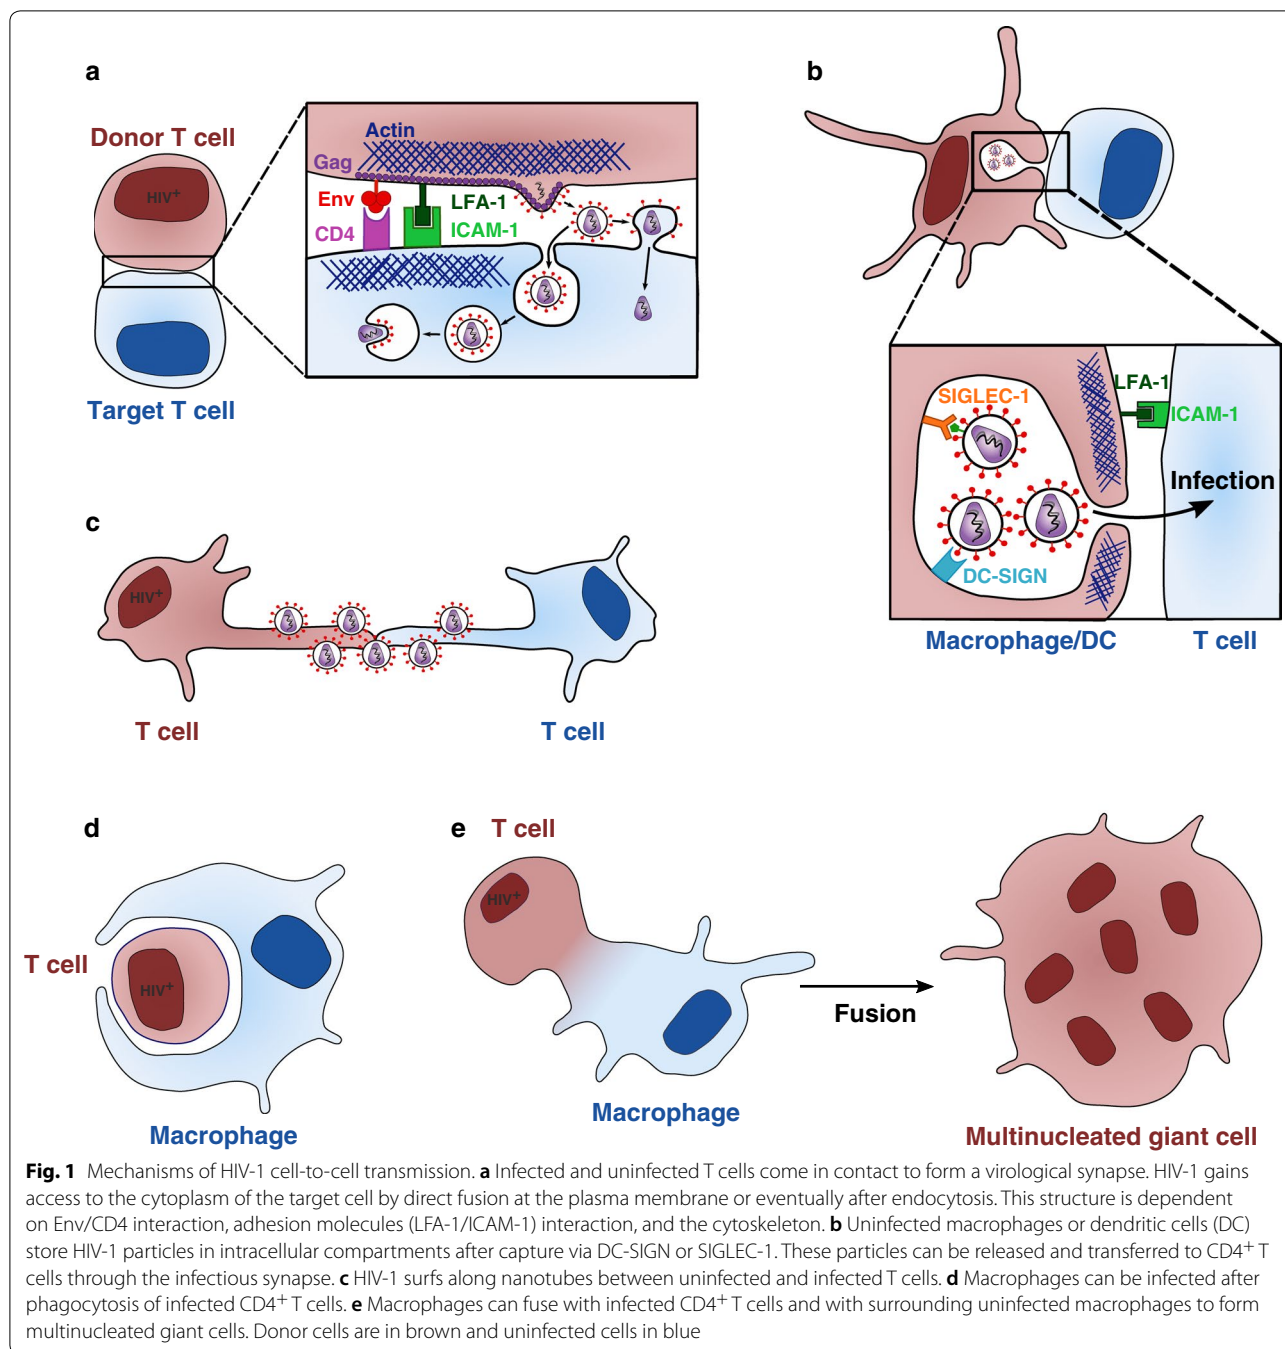 a
Donor T cell
HIV+
Target T cell
Actin
Gag
Env
LFA-1
CD4
ICAM-1
b
SIGLEC-1
LFA-1
ICAM-1
Infection
DC-SIGN
Macrophage/DC
T cell
c
HIV+
T cell
T cell
d
T cell
HIV+
Macrophage
e
T cell
HIV+
Macrophage
Fusion
Multinucleated giant cell
Fig. 1 Mechanisms of HIV-1 cell-to-cell transmission. a Infected and uninfected T cells come in contact to form a virological synapse. HIV-1 gains
access to the cytoplasm of the target cell by direct fusion at the plasma membrane or eventually after endocytosis. This structure is dependent
on Env/CD4 interaction, adhesion molecules (LFA-1/ICAM-1) interaction, and the cytoskeleton. b Uninfected macrophages or dendritic cells (DC)
store HIV-1 particles in intracellular compartments after capture via DC-SIGN or SIGLEC-1. These particles can be released and transferred to CD4+ T
cells through the infectious synapse. c HIV-1 surfs along nanotubes between uninfected and infected T cells. d Macrophages can be infected after
phagocytosis of infected CD4+ T cells. e Macrophages can fuse with infected CD4+ T cells and with surrounding uninfected macrophages to form
multinucleated giant cells. Donor cells are in brown and uninfected cells in blue